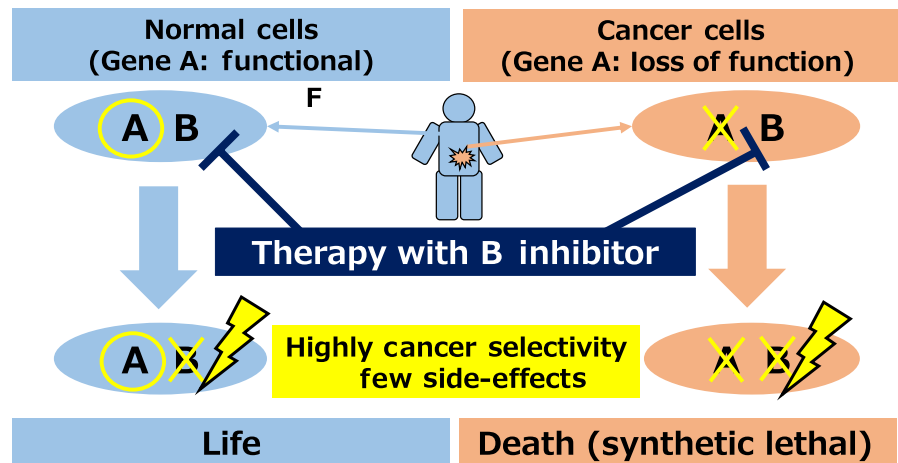 Normal cells
(Gene A: functional)
Cancer cells
(Gene A: loss of function)
F
A B
A B
Therapy with B inhibitor
A B
Highly cancer selectivity
few side-effects
A B
Life
Death (synthetic lethal)